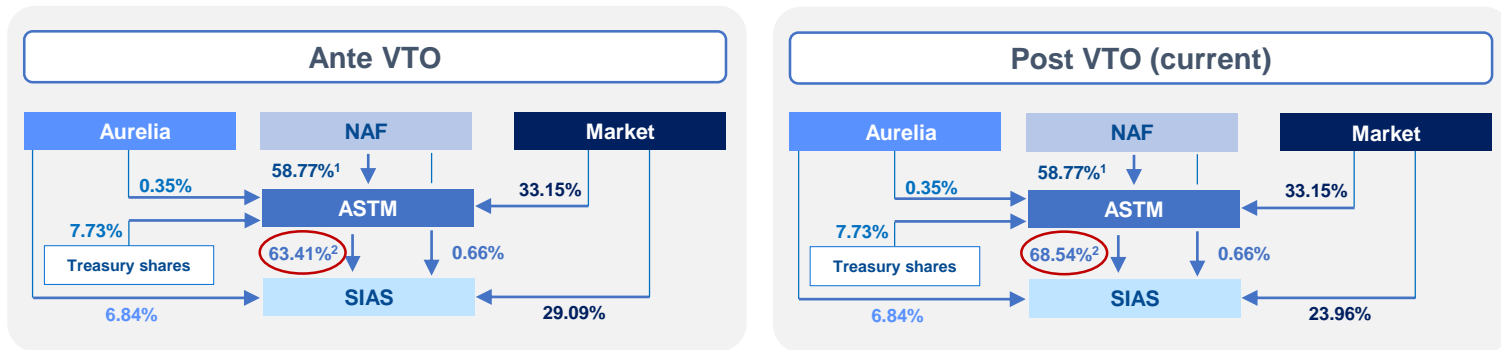 Ante VTO
Aurelia
NAF
Market
58.77%¹
0.35%
33.15%
ASTM
7.73%
Treasury shares
63.41%²
0.66%
SIAS
6.84%
29.09%
Post VTO (current)
Aurelia
NAF
Market
58.77%¹
0.35%
33.15%
ASTM
7.73%
Treasury shares
68.54%²
0.66%
SIAS
6.84%
23.96%